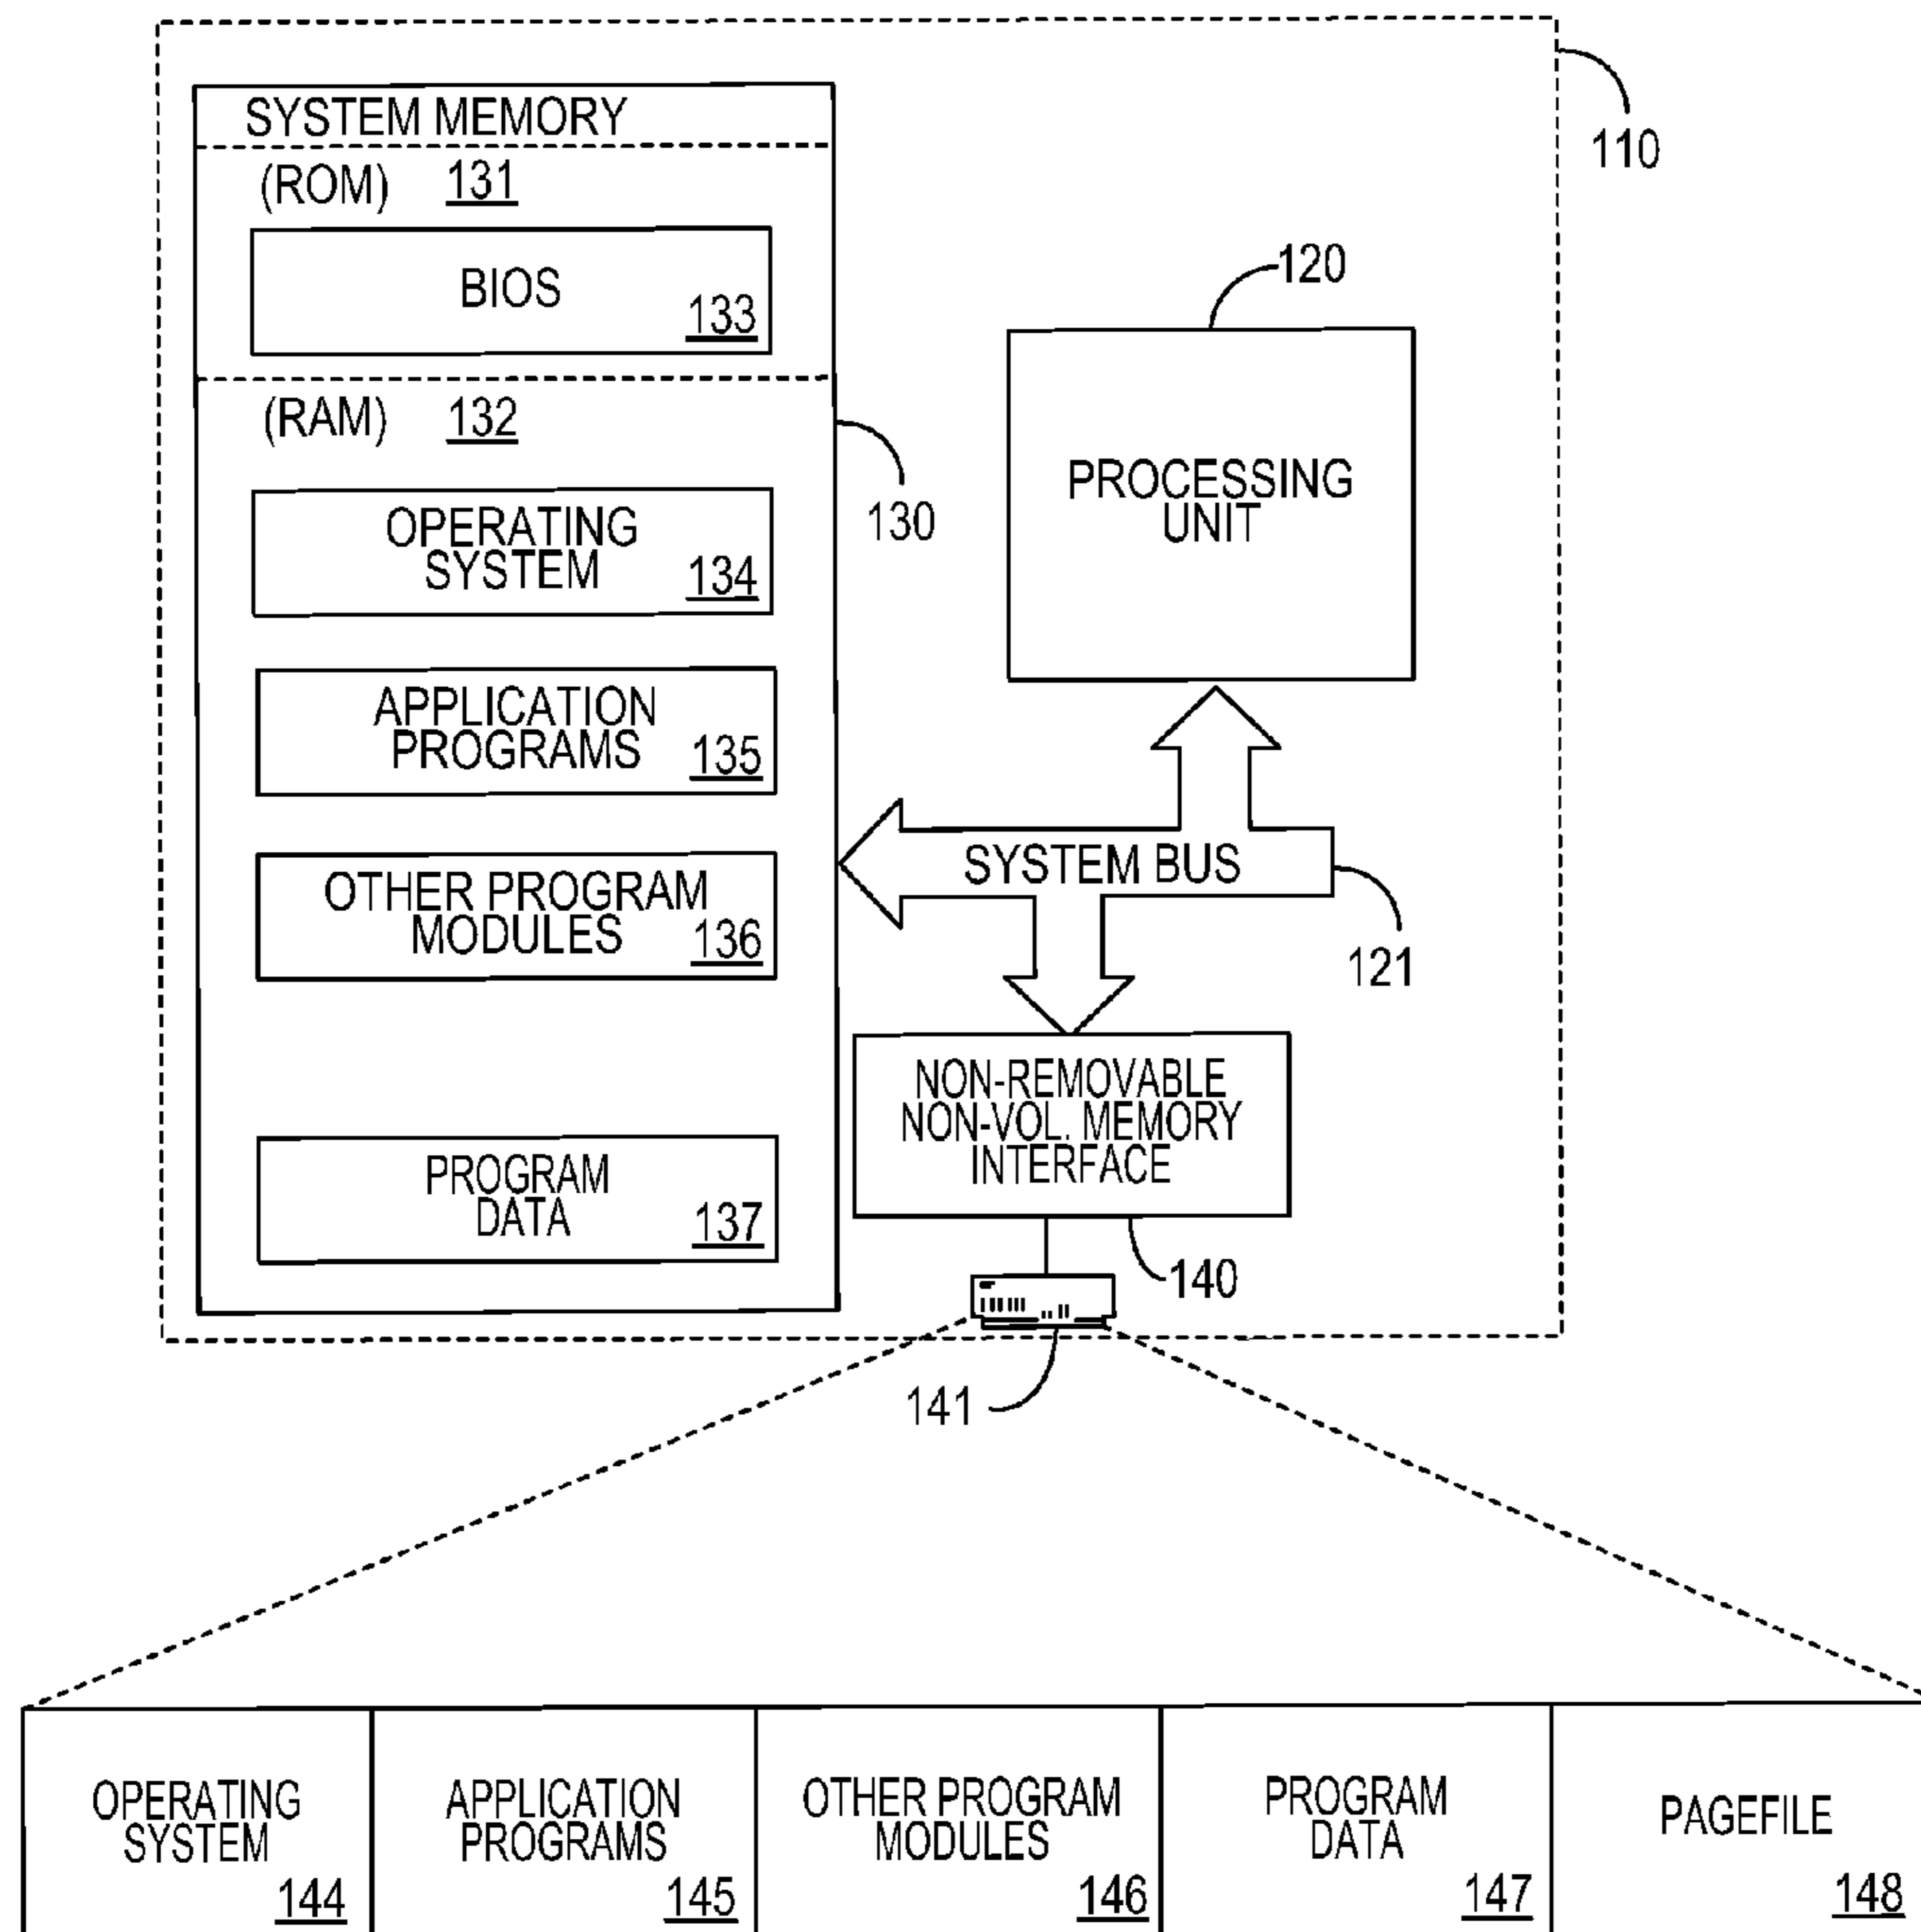 110
SYSTEM MEMORY
(ROM) 131
BIOS
133
(RAM) 132
OPERATING
SYSTEM
134
APPLICATION
PROGRAMS
135
OTHER PROGRAM
MODULES
136
PROGRAM
DATA
137
130
120
PROCESSING
UNIT
SYSTEM BUS
121
NON-REMOVABLE
NON-VOL. MEMORY
INTERFACE
140
141
OPERATING
SYSTEM
144
APPLICATION
PROGRAMS
145
OTHER PROGRAM
MODULES
146
PROGRAM
DATA
147
PAGEFILE
148